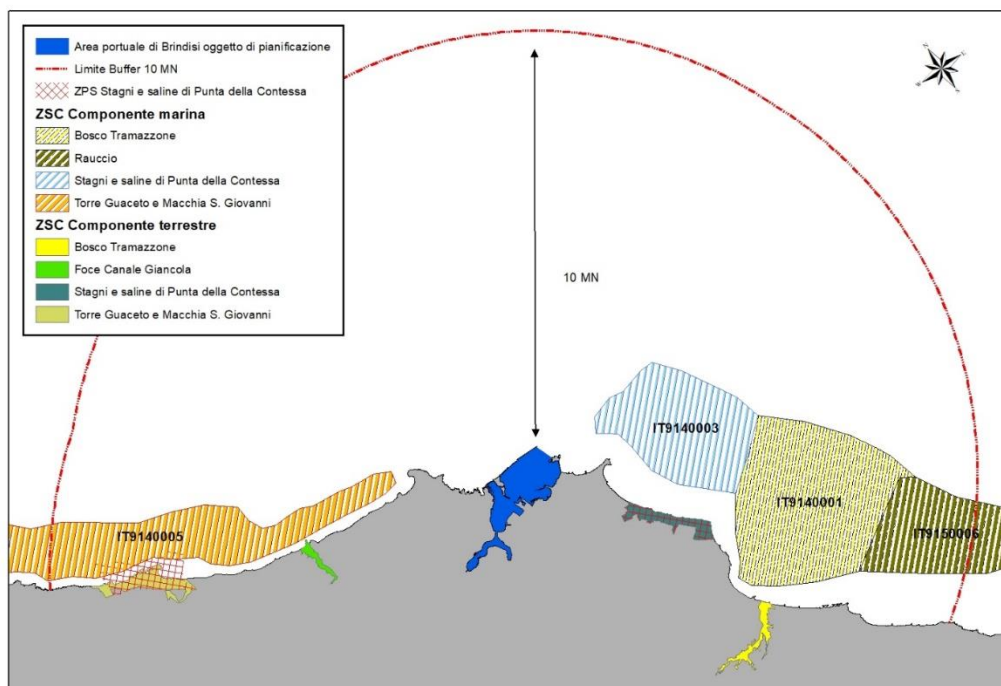 Area portuale di Brindisi oggetto di pianificazione
Limite Buffer 10 MN
ZPS Stagni e saline di Punta della Contessa
ZSC Componente marina
Bosco Tramazzone
Rauccio
Stagni e saline di Punta della Contessa
Torre Guaceto e Macchia S. Giovanni
ZSC Componente terrestre
Bosco Tramazzone
Foce Canale Giancola
Stagni e saline di Punta della Contessa
Torre Guaceto e Macchia S. Giovanni
10 MN
IT9140003
IT9140001
IT9150006
IT9140005